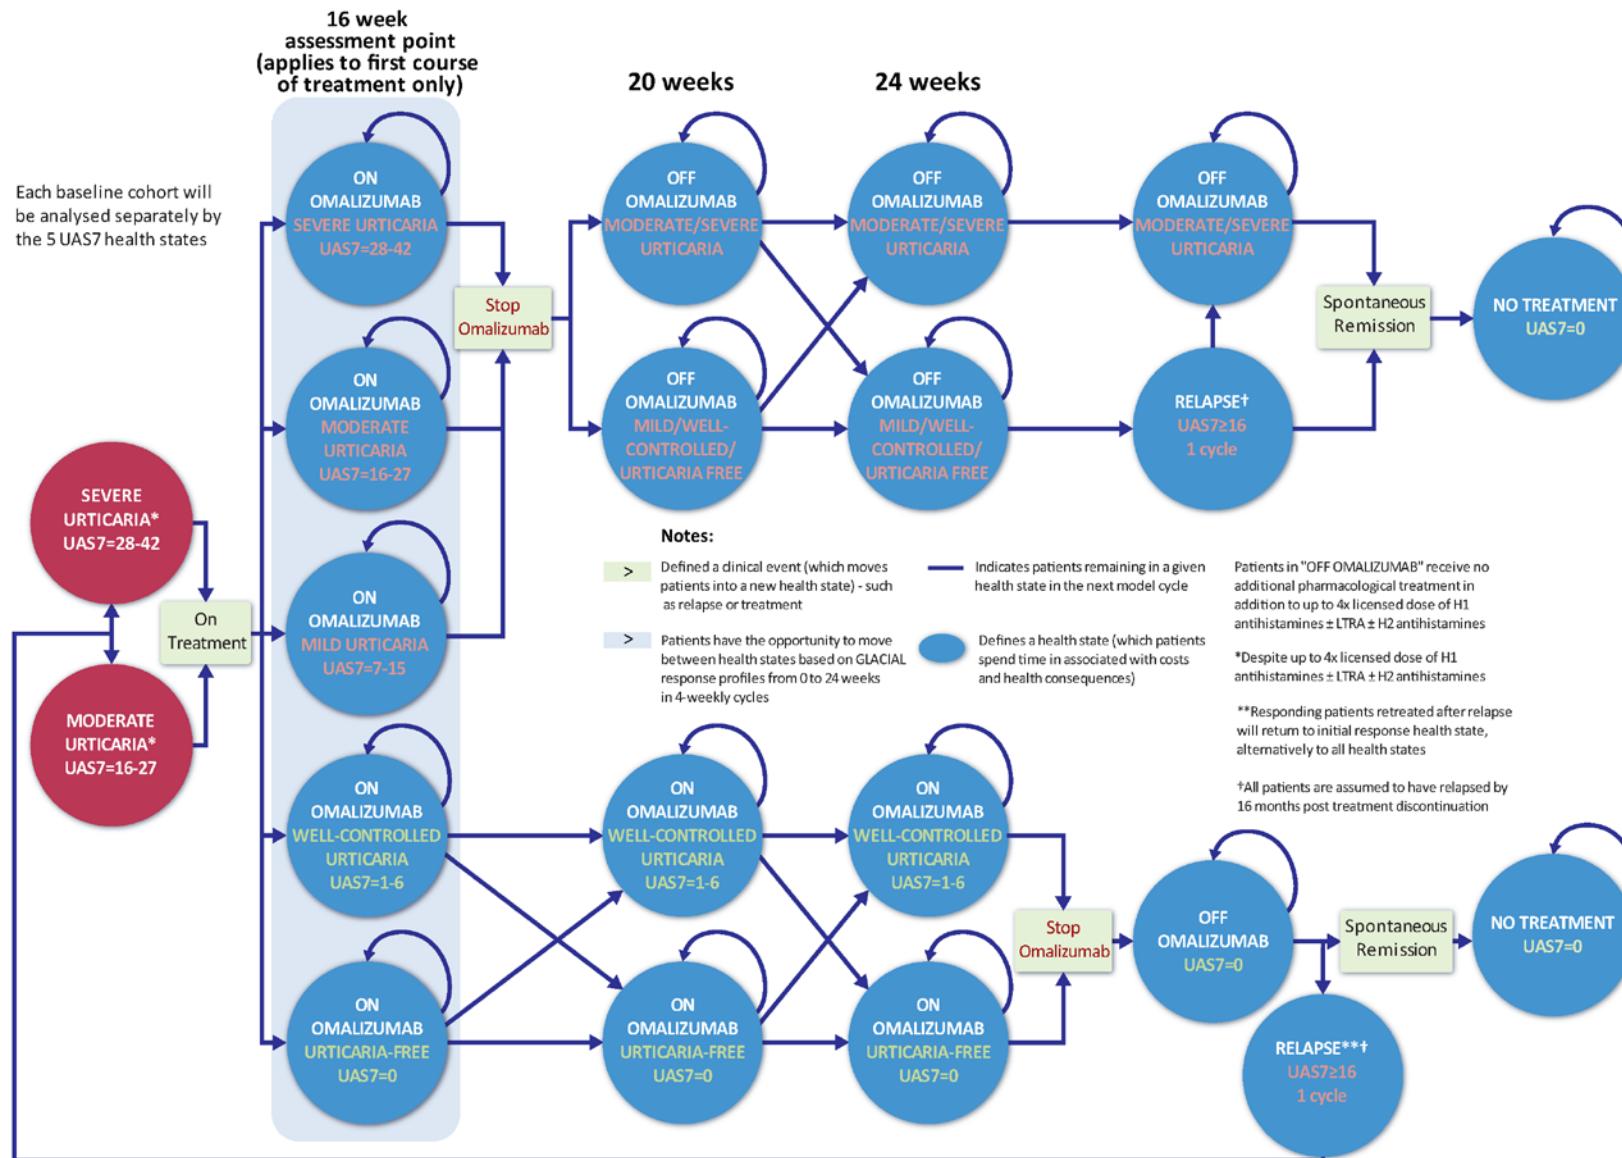 16 week
assessment point
(applies to first course
of treatment only)
20 weeks
24 weeks
Each baseline cohort will
be analysed separately by
the 5 UAS7 health states
SEVERE
URTICARIA*
UAS7=28-42
MODERATE
URTICARIA*
UAS7=16-27
On
Treatment
ON
OMALIZUMAB
SEVERE URTICARIA
UAS7=28-42
ON
OMALIZUMAB
MODERATE
URTICARIA
UAS7=16-27
ON
OMALIZUMAB
MILD URTICARIA
UAS7=7-15
ON
OMALIZUMAB
WELL-CONTROLLED
URTICARIA
UAS7=1-6
ON
OMALIZUMAB
URTICARIA-FREE
UAS7=0
Stop
Omalizumab
OFF
OMALIZUMAB
MODERATE/SEVERE
URTICARIA
OFF
OMALIZUMAB
MILD/WELL-
CONTROLLED/
URTICARIA FREE
OFF
OMALIZUMAB
MODERATE/SEVERE
URTICARIA
OFF
OMALIZUMAB
MILD/WELL-
CONTROLLED/
URTICARIA FREE
OFF
OMALIZUMAB
MODERATE/SEVERE
URTICARIA
RELAPSE†
UAS7≥16
1 cycle
Spontaneous
Remission
NO TREATMENT
UAS7=0
Notes:
>
Defined a clinical event (which moves
patients into a new health state) - such
as relapse or treatment
>
Patients have the opportunity to move
between health states based on GLACIAL
response profiles from 0 to 24 weeks
in 4-weekly cycles
Indicates patients remaining in a given
health state in the next model cycle
Defines a health state (which patients
spend time in associated with costs
and health consequences)
Patients in "OFF OMALIZUMAB" receive no
additional pharmacological treatment in
addition to up to 4x licensed dose of H1
antihistamines ± LTRA ± H2 antihistamines
*Despite up to 4x licensed dose of H1
antihistamines ± LTRA ± H2 antihistamines
**Responding patients retreated after relapse
will return to initial response health state,
alternatively to all health states
†All patients are assumed to have relapsed by
16 months post treatment discontinuation
ON
OMALIZUMAB
WELL-CONTROLLED
URTICARIA
UAS7=1-6
ON
OMALIZUMAB
URTICARIA-FREE
UAS7=0
ON
OMALIZUMAB
WELL-CONTROLLED
URTICARIA
UAS7=1-6
ON
OMALIZUMAB
URTICARIA-FREE
UAS7=0
Stop
Omalizumab
OFF
OMALIZUMAB
UAS7=0
Spontaneous
Remission
NO TREATMENT
UAS7=0
RELAPSE**†
UAS7≥16
1 cycle